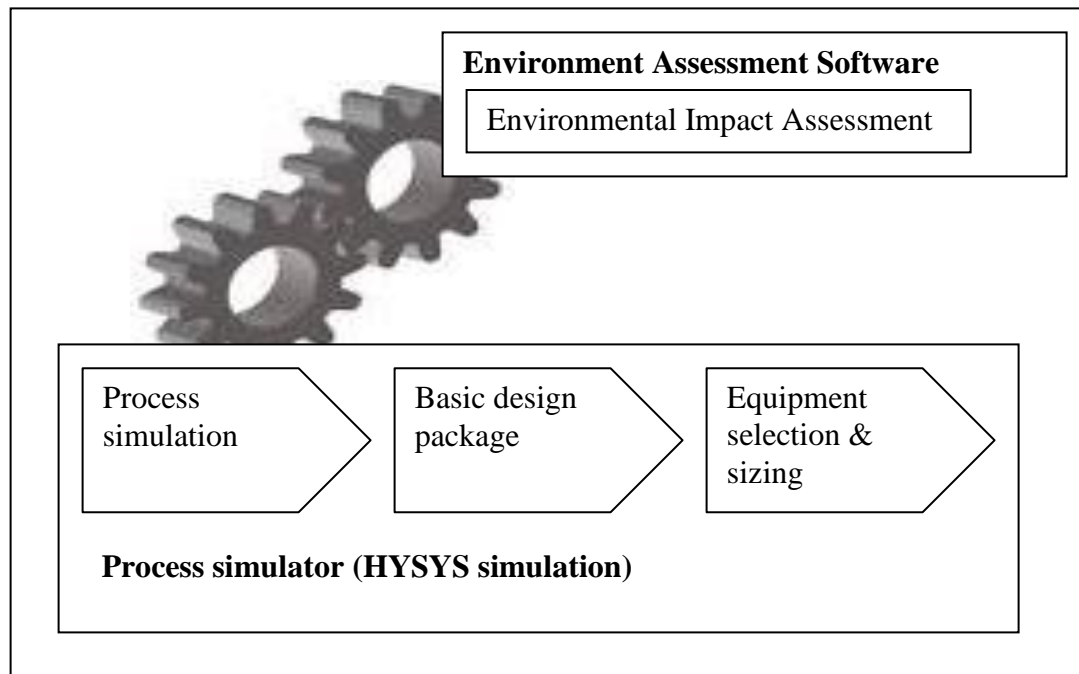 Environment Assessment Software
Environmental Impact Assessment
Process
simulation
Basic design
package
Equipment
selection &
sizing
Process simulator (HYSYS simulation)